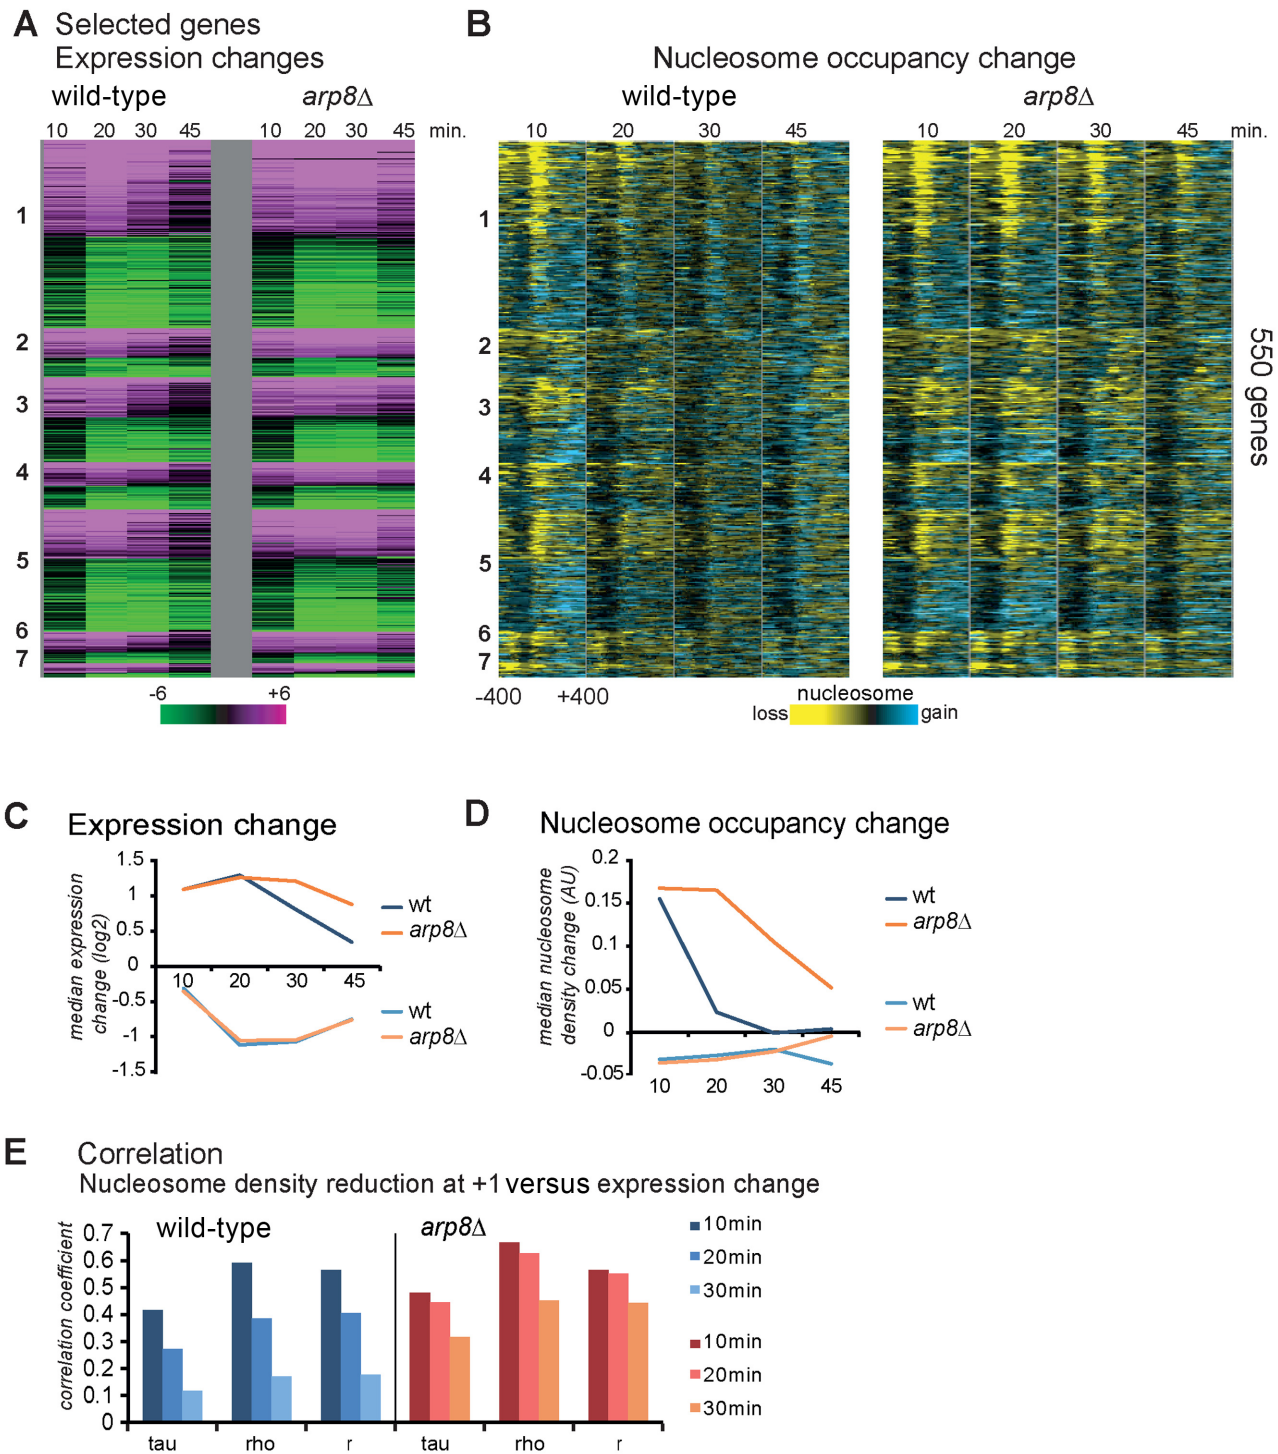 A Selected genes
Expression changes
wild-type arp8Δ
10 20 30 45 10 20 30 45 min.
1
2
3
4
5
6
7
-6 +6
B
Nucleosome occupancy change
wild-type arp8Δ
10 20 30 45 10 20 30 45 min.
1
2
3
4
5
6
7
550 genes
-400 +400
nucleosome
loss gain
C Expression change
median expression
change (log2)
1.5
1
0.5
0
-0.5
-1
-1.5
10 20 30 45
wt
arp8Δ
wt
arp8Δ
D Nucleosome occupancy change
median nucleosome
density change (AU)
0.2
0.15
0.1
0.05
0
-0.05
10 20 30 45
wt
arp8Δ
wt
arp8Δ
E Correlation
Nucleosome density reduction at +1 versus expression change
correlation coefficient
0.7
0.6
0.5
0.4
0.3
0.2
0.1
0
wild-type arp8Δ
tau rho r tau rho r
10min
20min
30min
10min
20min
30min